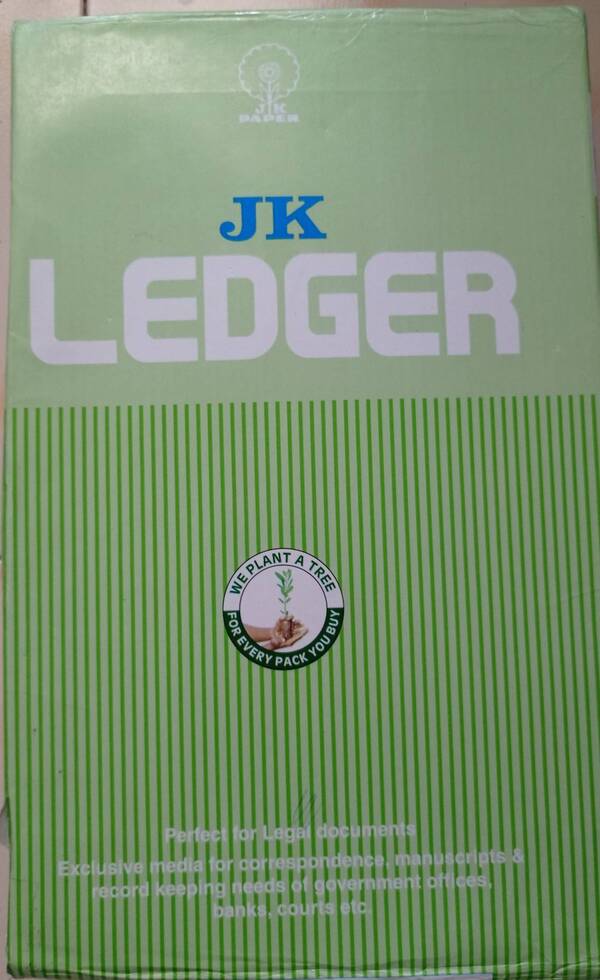 JK
PAPER
JK
LEDGER
WE PLANT A TREE
FOR EVERY PACK YOU BUY
Perfect for Legal documents
Exclusive media for correspondence, manuscripts &
record keeping needs of government offices,
banks, courts etc.